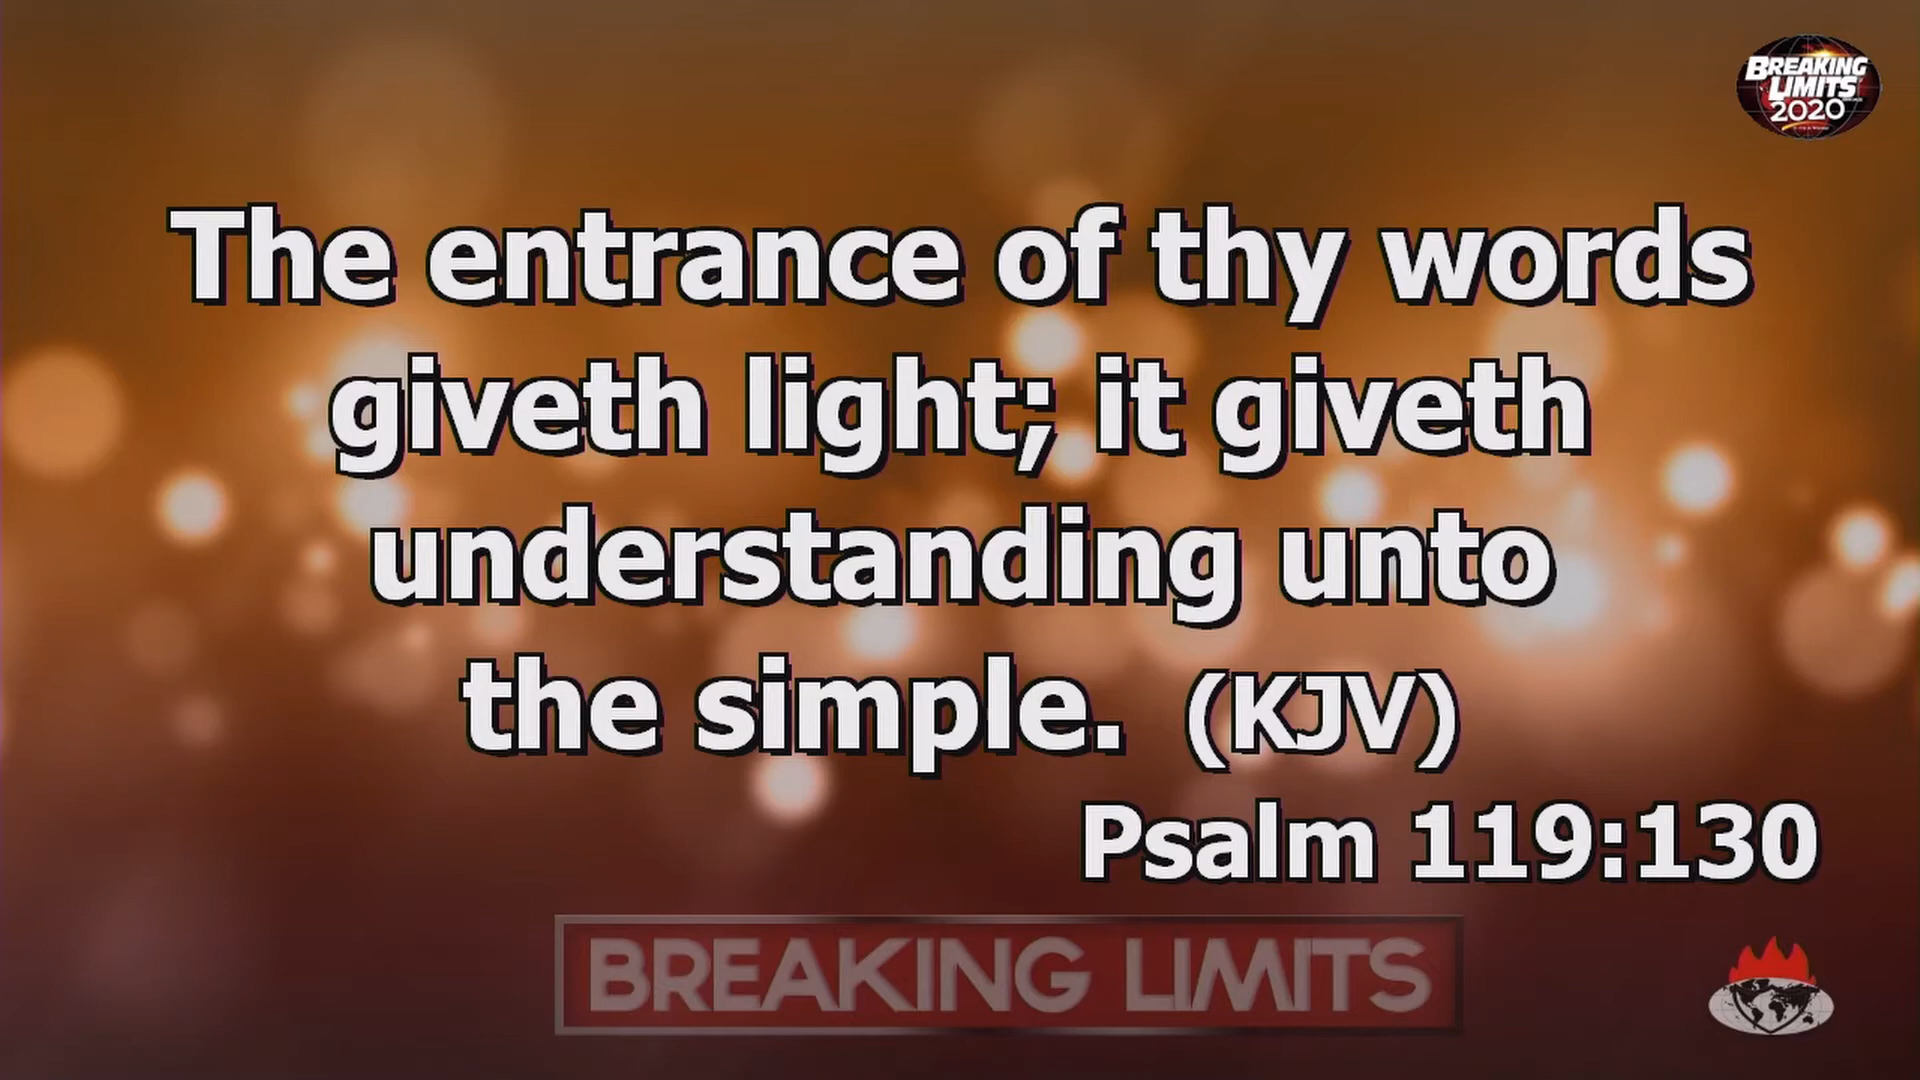 BREAKING
LIMITS
2020
The entrance of thy words
giveth light; it giveth
understanding unto
the simple. (KJV)
Psalm 119:130
BREAKING LIMITS